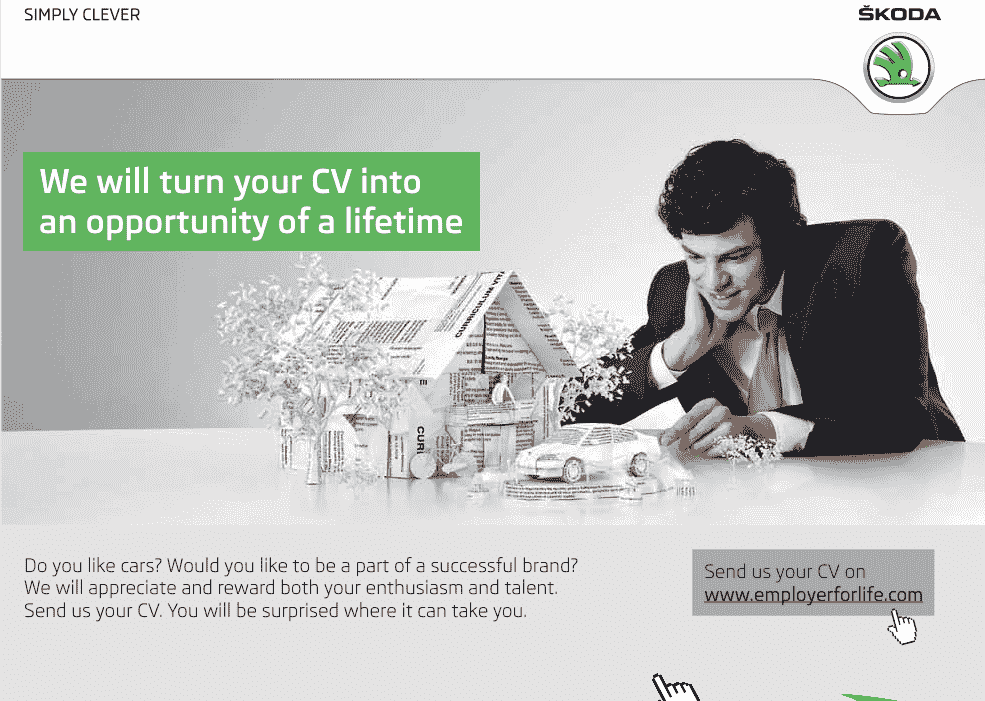 SIMPLY CLEVER
ŠKODA
We will turn your CV into
an opportunity of a lifetime
CURRICULUM VIT
E
CURI
Do you like cars? Would you like to be a part of a successful brand?
We will appreciate and reward both your enthusiasm and talent.
Send us your CV. You will be surprised where it can take you.
Send us your CV on
www.employerforlife.com